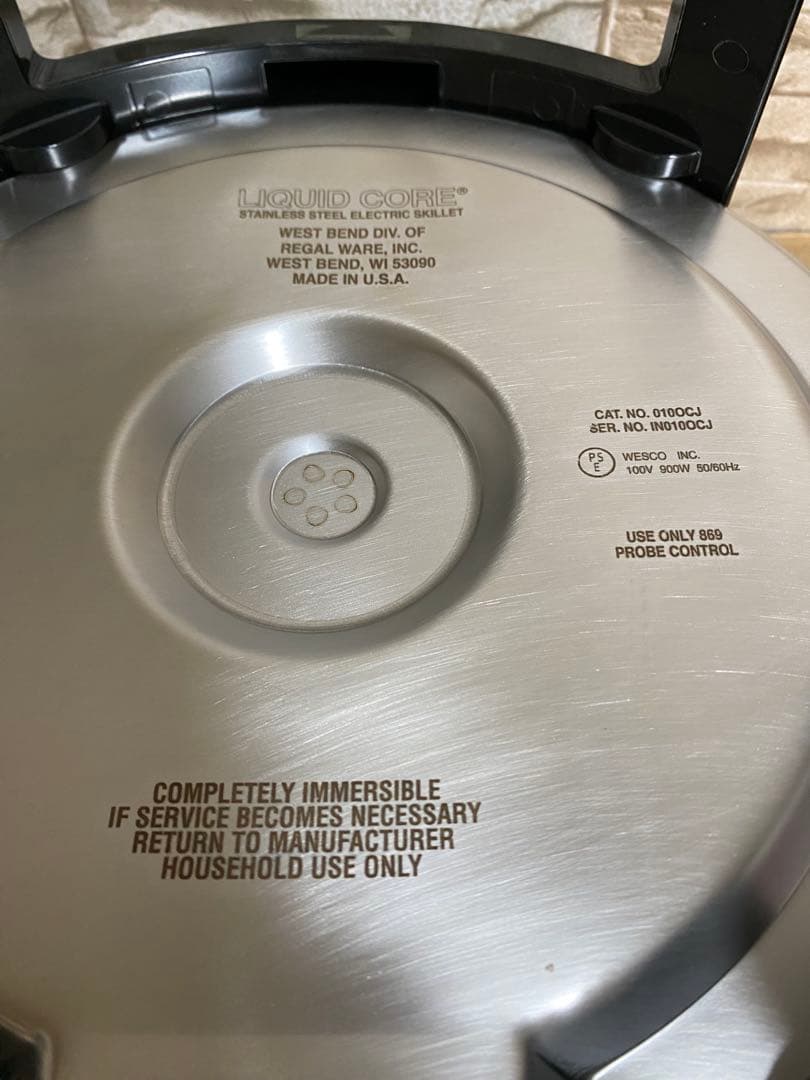 LIQUID CORE®
STAINLESS STEEL ELECTRIC SKILLET
WEST BEND DIV. OF
REGAL WARE, INC.
WEST BEND, WI 53090
MADE IN U.S.A.
CAT. NO. 010OCJ
SER. NO. IN010OCJ
PS
E
WESCO INC.
100V 900W 50/60Hz
USE ONLY 869
PROBE CONTROL
COMPLETELY IMMERSIBLE
IF SERVICE BECOMES NECESSARY
RETURN TO MANUFACTURER
HOUSEHOLD USE ONLY